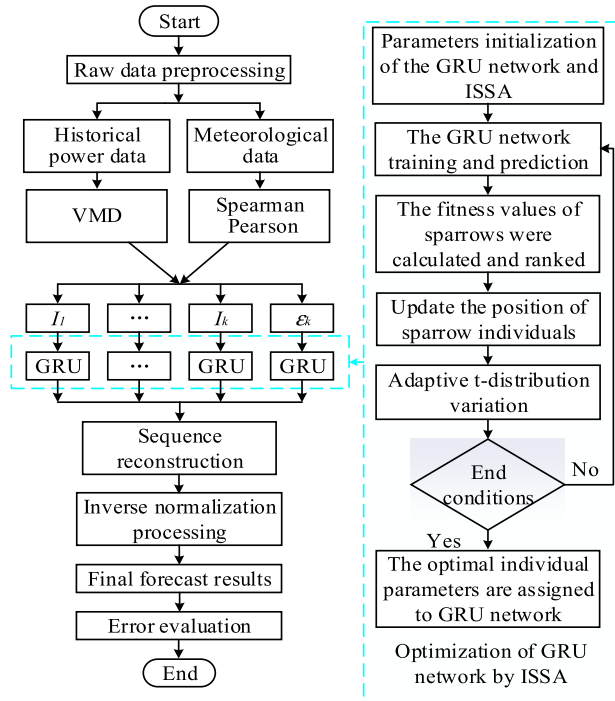 Start
Raw data preprocessing
Historical
power data
Meteorological
data
VMD
Spearman
Pearson
I1
...
Ik
εk
GRU
...
GRU
GRU
Sequence
reconstruction
Inverse normalization
processing
Final forecast results
Error evaluation
End
Parameters initialization
of the GRU network and
ISSA
The GRU network
training and prediction
The fitness values of
sparrows were
calculated and ranked
Update the position of
sparrow individuals
Adaptive t-distribution
variation
End
conditions
No
Yes
The optimal individual
parameters are assigned
to GRU network
Optimization of GRU
network by ISSA